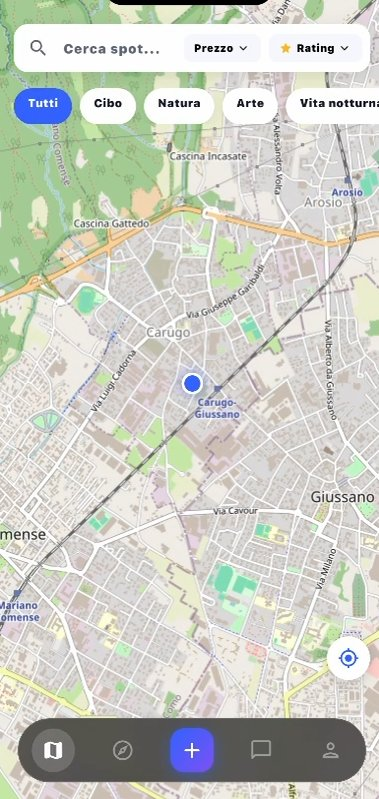 Cerca spot...
Prezzo
Rating
Tutti
Cibo
Natura
Arte
Vita notturna
Comense
Via Alessandro Volta
Cascina Incasate
Arosio
Arosio
Cascina Gattedo
Via Giuseppe Garibaldi
Carugo
Via Alberto da Giussano
Via Luigi Cadorna
Carugo-
Giussano
Giussano
Via Cavour
mense
Via Milano
Mariano
omense